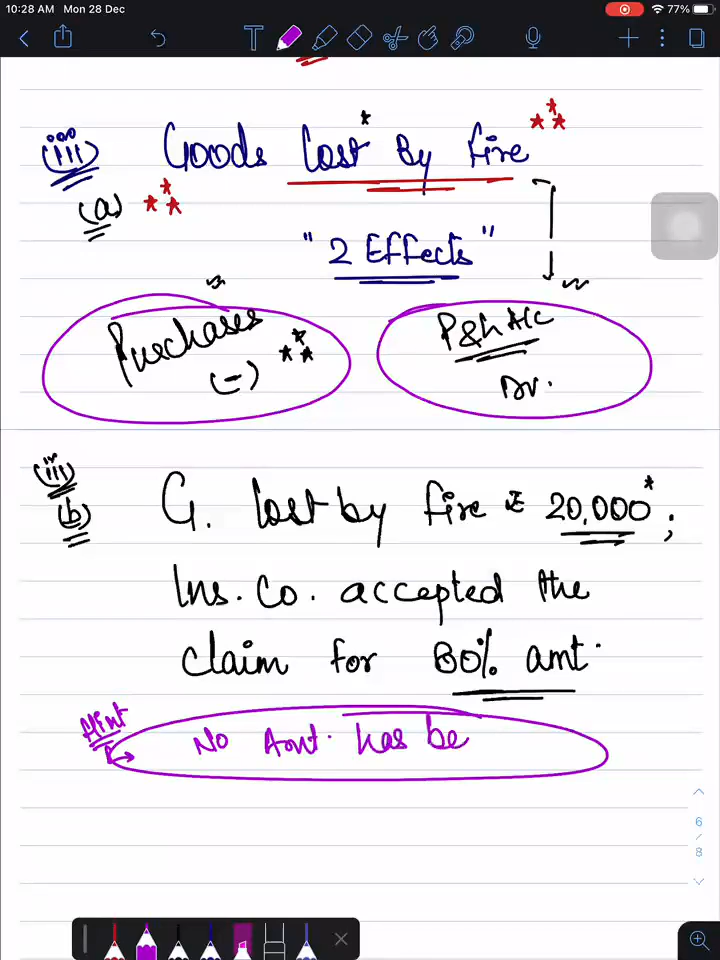 10:28 AM Mon 28 Dec
77%
(iii) Goods Lost By fire
(a)
"2 Effects"
Purchases
(-)
P&L A/c
Dr.
(iii)
(b) G. Lost by fire ₹ 20,000 ;
Ins. Co. accepted the
claim for 80% amt.
Hint
No Amt. has be
6
/
8